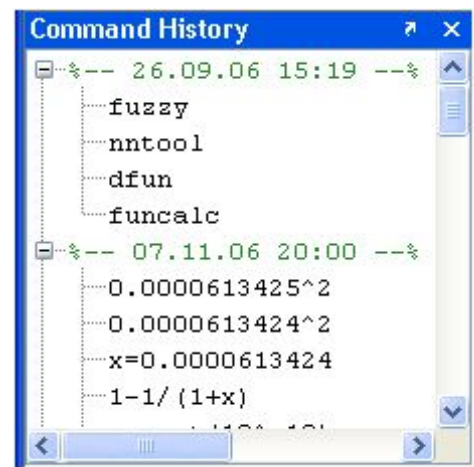 Command History
%-- 26.09.06 15:19 --%
fuzzy
nntool
dfun
funcalc
%-- 07.11.06 20:00 --%
0.0000613425^2
0.0000613424^2
x=0.0000613424
1-1/(1+x)